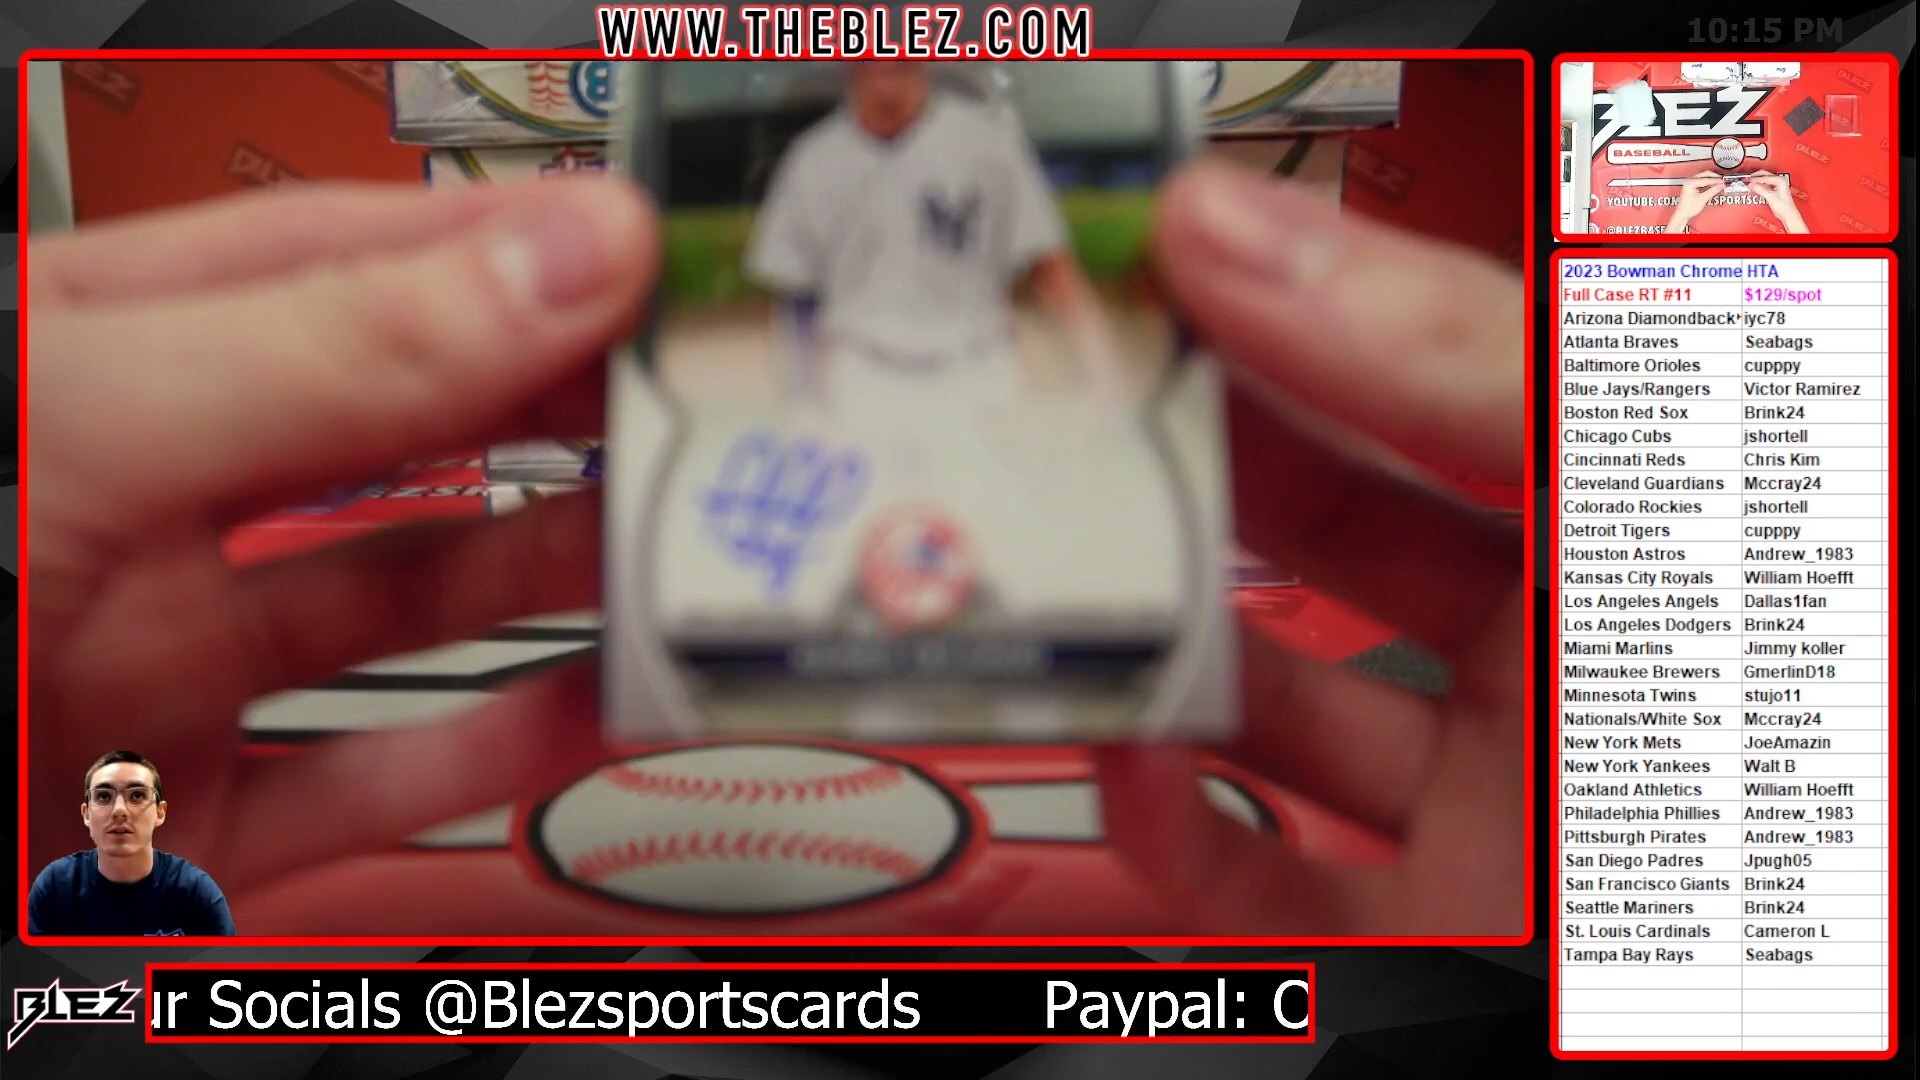 WWW.THEBLEZ.COM
10:15 PM
BLEZ
BASEBALL
YOUTUBE.COM
2023 Bowman Chrome HTA
Full Case RT #11 $129/spot
Arizona Diamondback iyc78
Atlanta Braves Seabags
Baltimore Orioles cupppy
Blue Jays/Rangers Victor Ramirez
Boston Red Sox Brink24
Chicago Cubs jshortell
Cincinnati Reds Chris Kim
Cleveland Guardians Mccray24
Colorado Rockies jshortell
Detroit Tigers cupppy
Houston Astros Andrew_1983
Kansas City Royals William Hoefft
Los Angeles Angels Dallas1fan
Los Angeles Dodgers Brink24
Miami Marlins Jimmy koller
Milwaukee Brewers GmerlinD18
Minnesota Twins stujo11
Nationals/White Sox Mccray24
New York Mets JoeAmazin
New York Yankees Walt B
Oakland Athletics William Hoefft
Philadelphia Phillies Andrew_1983
Pittsburgh Pirates Andrew_1983
San Diego Padres Jpugh05
San Francisco Giants Brink24
Seattle Mariners Brink24
St. Louis Cardinals Cameron L
Tampa Bay Rays Seabags
BLEZ
ur Socials @Blezsportscards Paypal: C